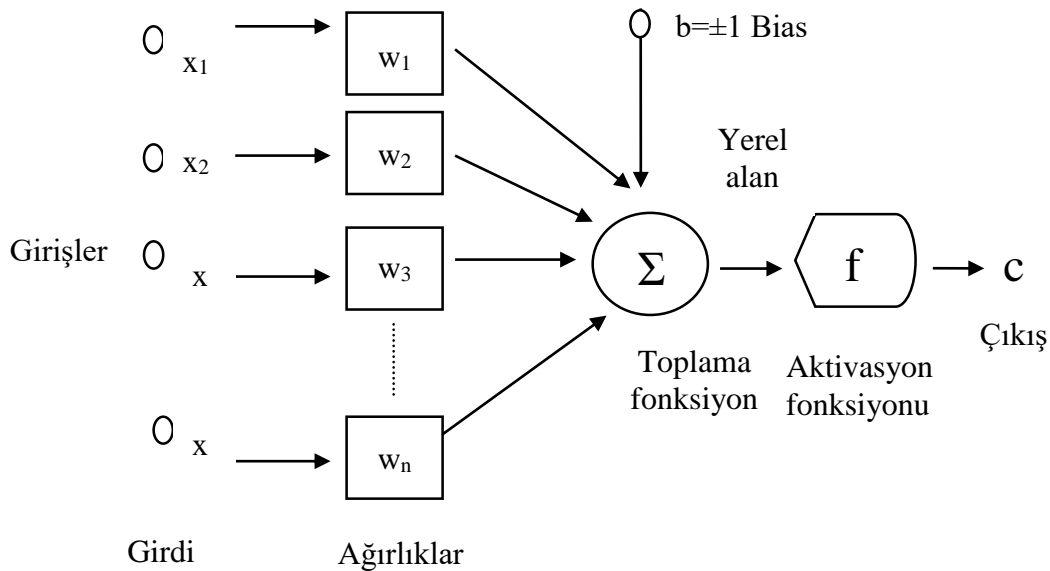 b=±1 Bias
x₁
w₁
x₂
w₂
Yerel
alan
Girişler
x
w₃
Σ
f
c
Çıkış
Toplama
fonksiyon
Aktivasyon
fonksiyonu
x
wₙ
Girdi
Ağırlıklar